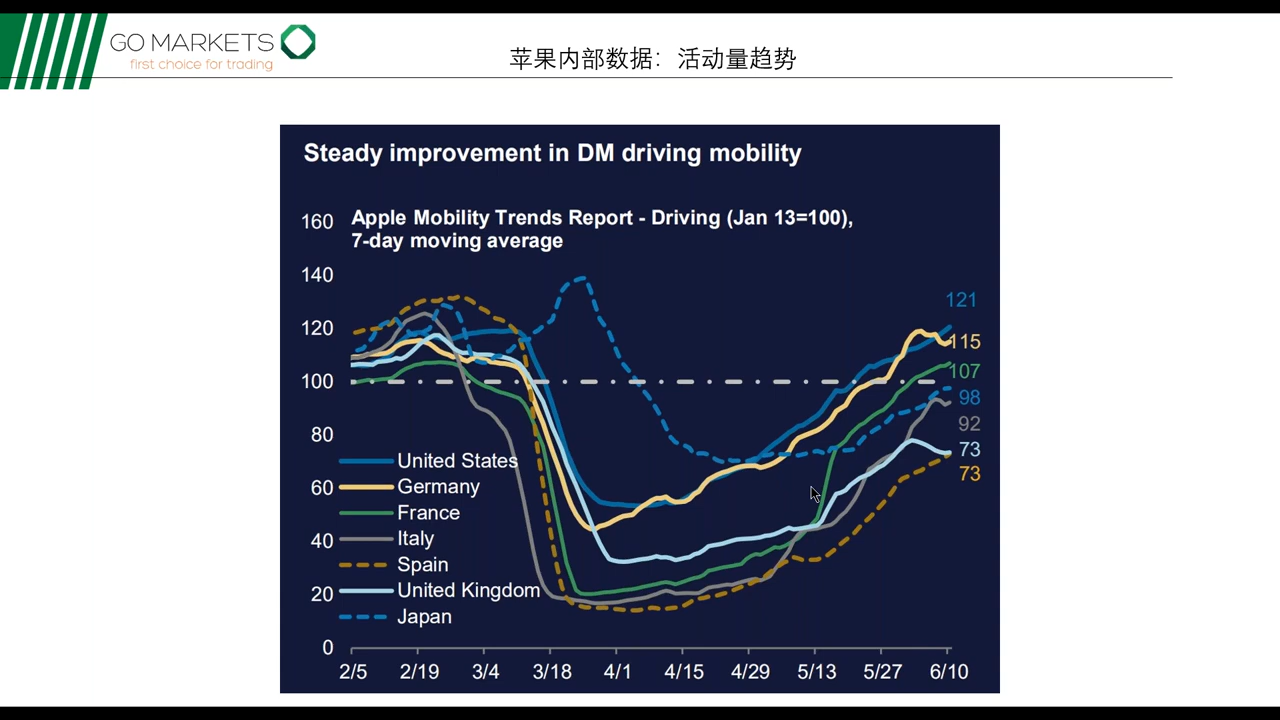 GO MARKETS
first choice for trading
苹果内部数据：活动量趋势
Steady improvement in DM driving mobility
Apple Mobility Trends Report - Driving (Jan 13=100),
7-day moving average
160
140
120
100
80
60
40
20
0
United States
Germany
France
Italy
Spain
United Kingdom
Japan
121
115
107
98
92
73
73
2/5
2/19
3/4
3/18
4/1
4/15
4/29
5/13
5/27
6/10